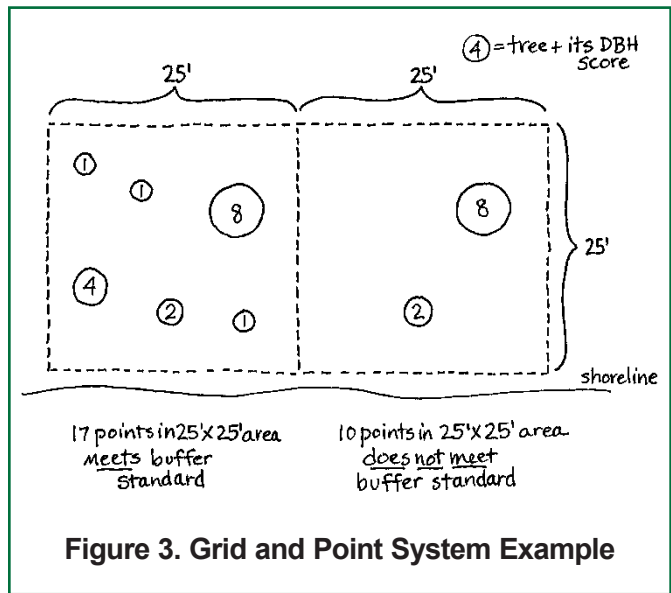 ④ = tree + its DBH
score
25'
25'
1
1
8
8
25'
4
2
1
2
shoreline
17 points in 25'X25' area
meets buffer
standard
10 points in 25'X25' area
does not meet
buffer standard
Figure 3. Grid and Point System Example